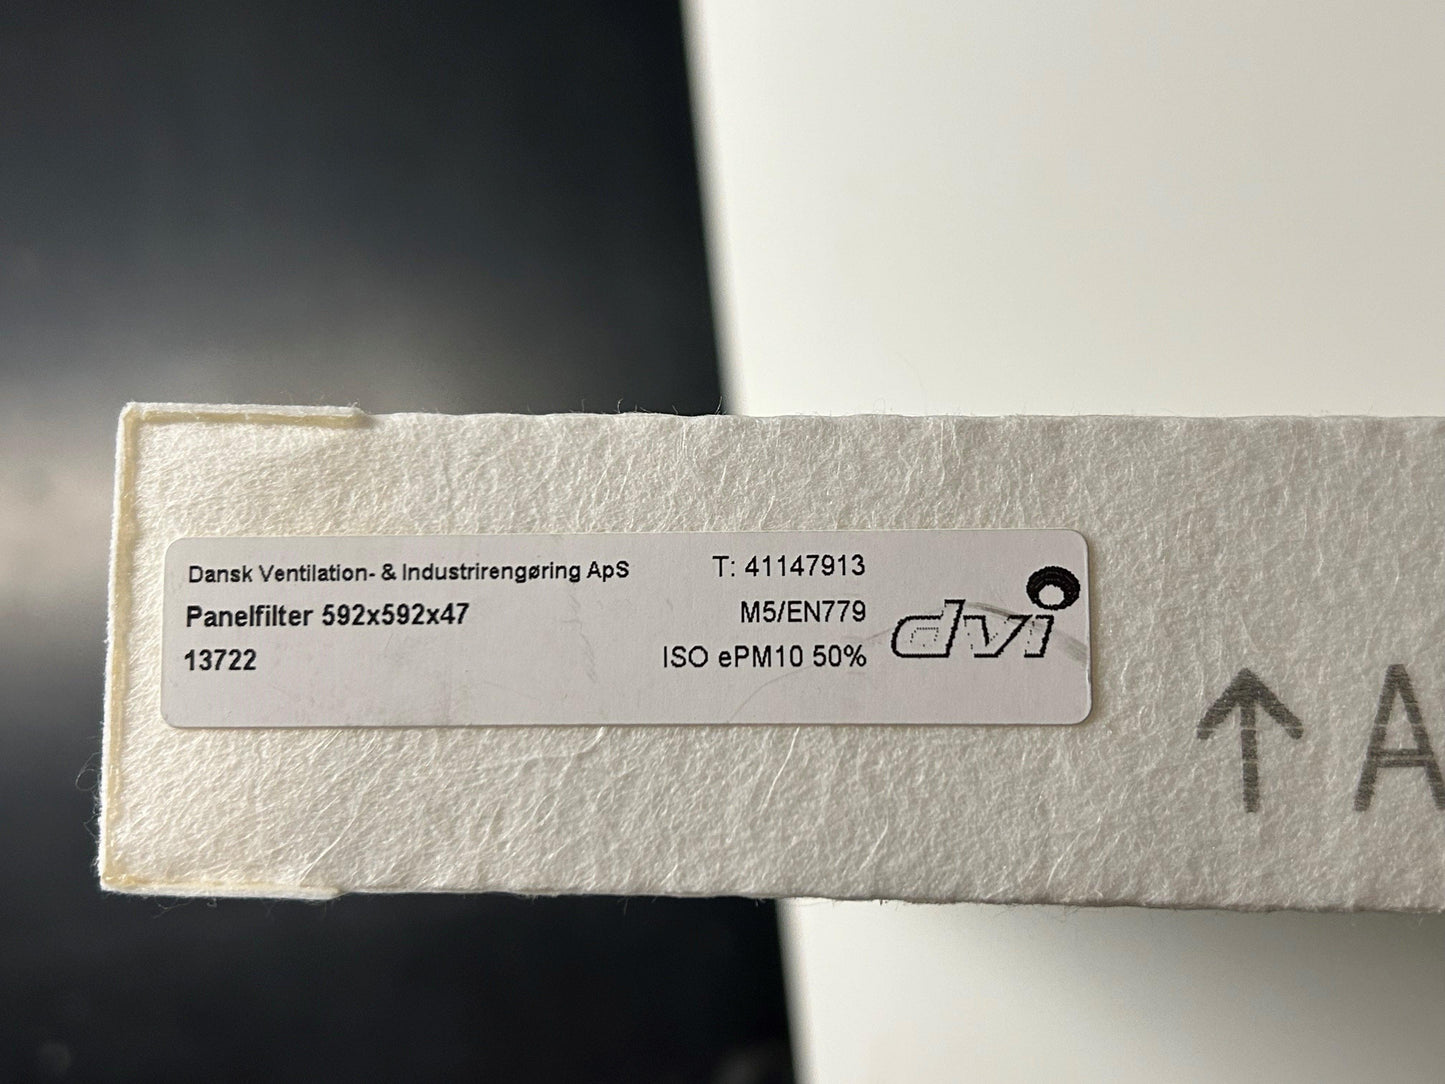 Dansk Ventilation- & Industrirengøring ApS
Panelfilter 592x592x47
13722
T: 41147913
M5/EN779
ISO ePM10 50%
dvi
↑ A